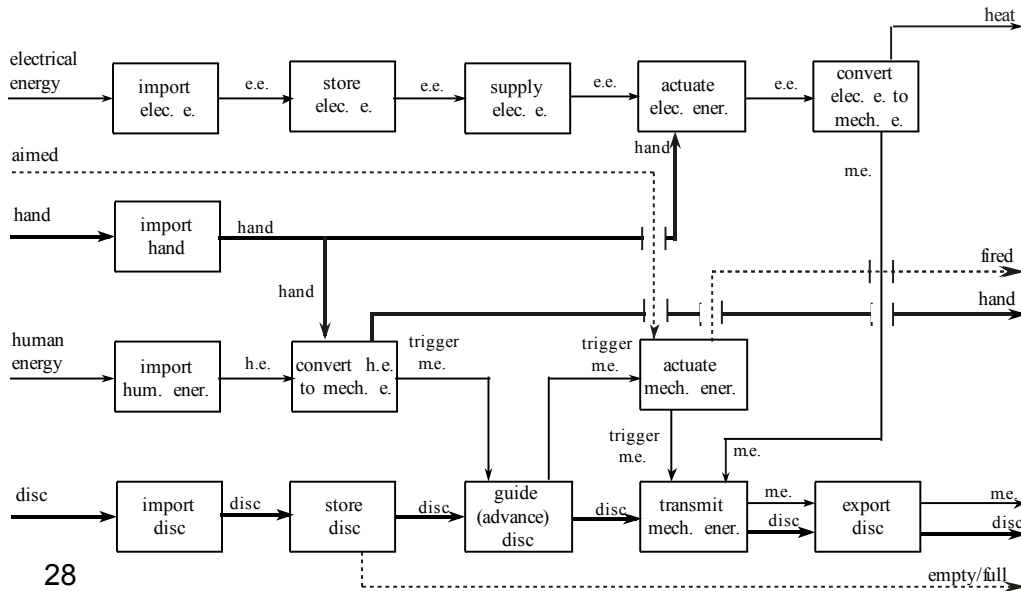 heat
electrical
energy
import
elec. e.
e.e.
store
elec. e.
e.e.
supply
elec. e.
e.e.
actuate
elec. ener.
e.e.
convert
elec. e. to
mech. e.
aimed
hand
m.e.
hand
import
hand
hand
fired
hand
hand
human
energy
import
hum. ener.
h.e.
convert h.e.
to mech. e.
trigger
m.e.
trigger
m.e.
actuate
mech. ener.
trigger
m.e.
m.e.
disc
import
disc
disc
store
disc
disc
guide
(advance)
disc
disc
transmit
mech. ener.
m.e.
disc
export
disc
m.e.
disc
empty/full
28